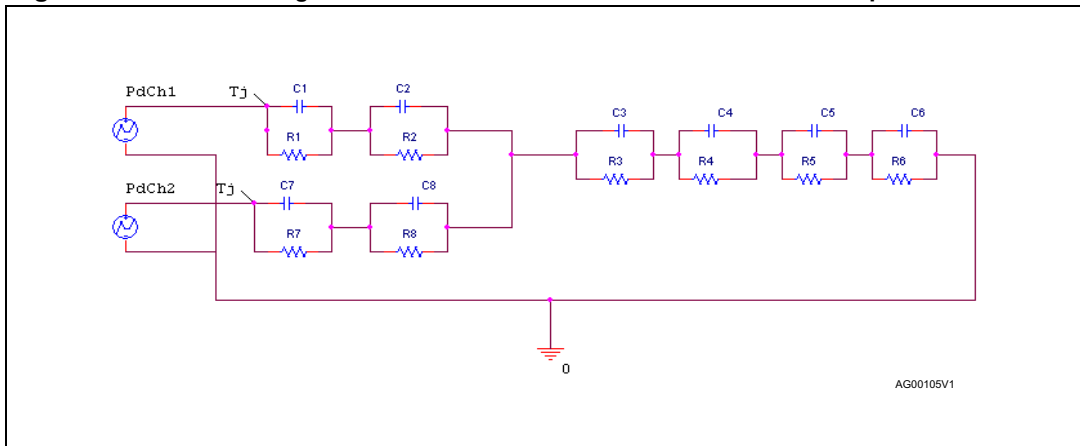 PdCh1
Tj
C1
C2
R1
R2
C3
C4
C5
C6
R3
R4
R5
R6
PdCh2
Tj
C7
C8
R7
R8
0
AG00105V1